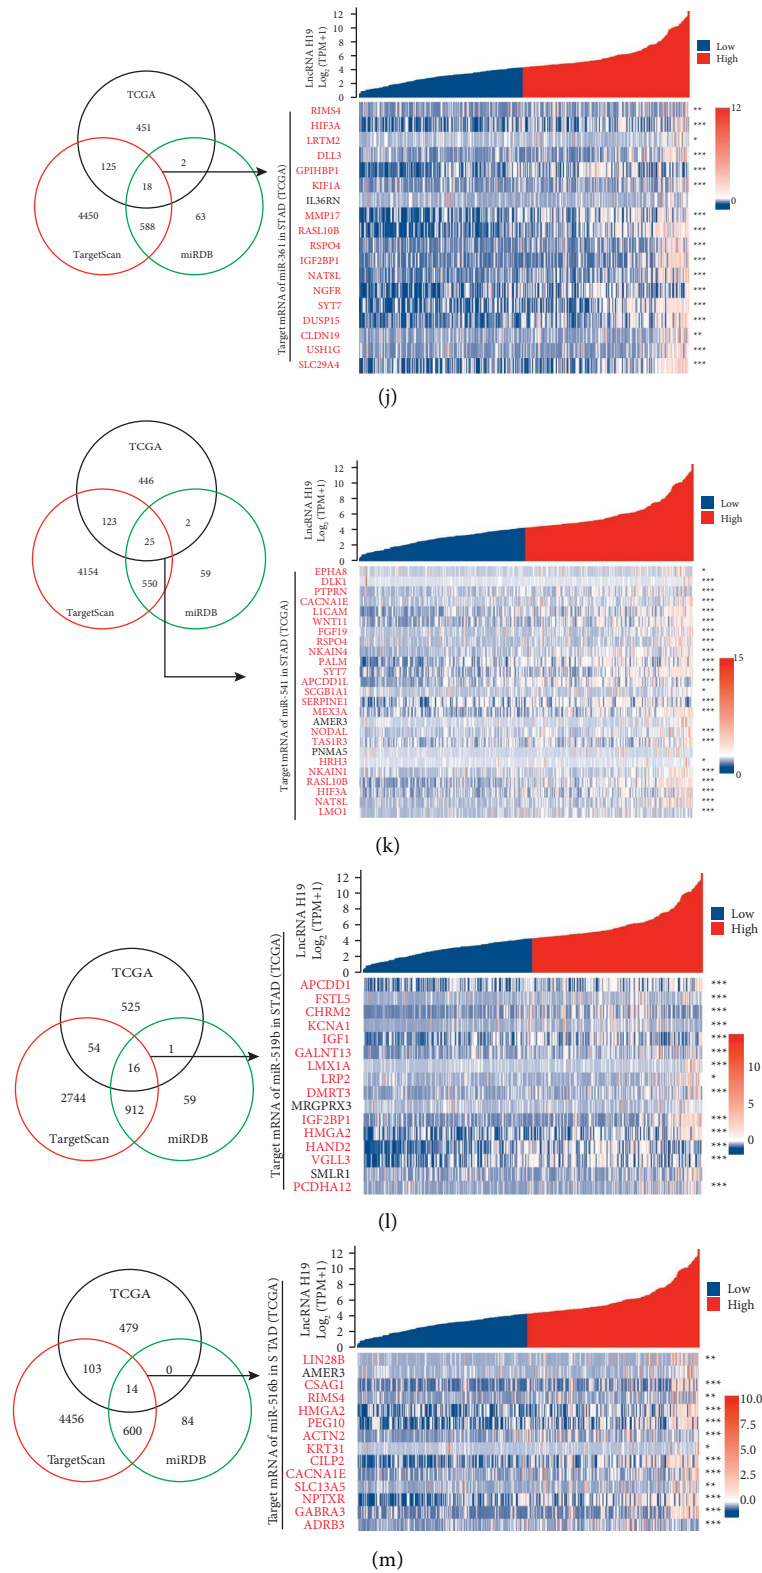 TCGA
451
125
2
18
4450
588
63
TargetScan
miRDB
Target mRNA of miR-361 in STAD (TCGA)
LncRNA H19
Log2 (TPM+1)
12
10
8
6
4
2
0
Low
High
RIMS4 **
HIF3A ***
LRTM2 *
DLL3 ***
GPIHBP1 ***
KIF1A ***
IL36RN
MMP17 ***
RASL10B ***
RSPO4 ***
IGF2BP1 ***
NAT8L ***
NGFR ***
SYT7 ***
DUSP15 ***
CLDN19 **
USH1G ***
SLC29A4 ***
12
0
(j)
TCGA
446
123
2
25
4154
550
59
TargetScan
miRDB
Target mRNA of miR-541 in STAD (TCGA)
LncRNA H19
Log2 (TPM+1)
12
10
8
6
4
2
0
Low
High
EPHA8 *
DLK1 ***
PTPRN ***
CACNA1E ***
L1CAM ***
WNT11 ***
FGF19 ***
RSPO4 ***
NKAIN4 ***
PALM ***
SYT7 ***
APCDD1L ***
SCGB1A1 *
SERPINE1 ***
MEX3A ***
AMER3
NODAL ***
TAS1R3 ***
PNMA5
HRH3 *
NKAIN1 ***
RASL10B ***
HIF3A ***
NAT8L ***
LMO1 ***
15
0
(k)
TCGA
525
54
1
16
2744
912
59
TargetScan
miRDB
Target mRNA of miR-519b in STAD (TCGA)
LncRNA H19
Log2 (TPM+1)
12
10
8
6
4
2
0
Low
High
APCDD1 ***
FSTL5 ***
CHRM2 ***
KCNA1 ***
IGF1 ***
GALNT13 ***
LMX1A ***
LRP2 *
DMRT3 ***
MRGPRX3
IGF2BP1 ***
HMGA2 ***
HAND2 ***
VGLL3 ***
SMLR1
PCDHA12 ***
10
5
0
(l)
TCGA
479
103
0
14
4456
600
84
TargetScan
miRDB
Target mRNA of miR-516b in S TAD (TCGA)
LncRNA H19
Log2 (TPM+1)
12
10
8
6
4
2
0
Low
High
LIN28B **
AMER3
CSAG1 ***
RIMS4 **
HMGA2 ***
PEG10 ***
ACTN2 ***
KRT31 *
CILP2 ***
CACNA1E ***
SLC13A5 **
NPTXR ***
GABRA3 ***
ADRB3 ***
10.0
7.5
5.0
2.5
0.0
(m)